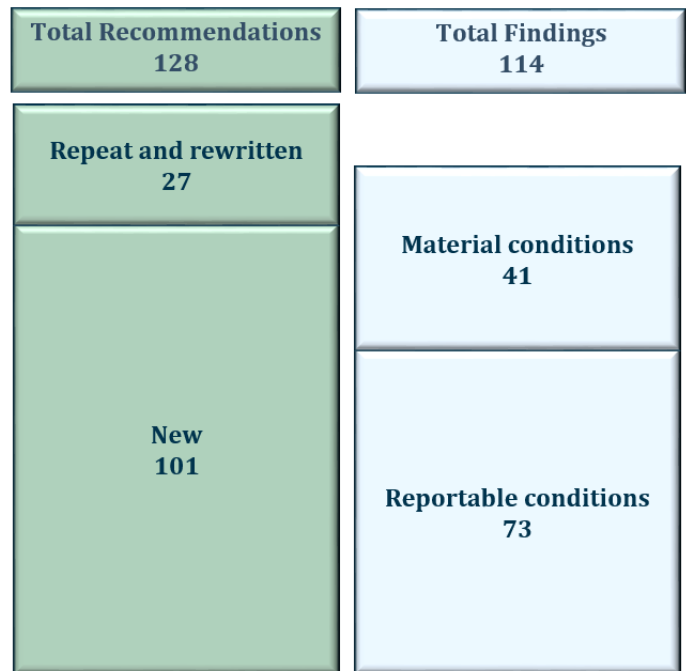 Total Recommendations
128
Repeat and rewritten
27
New
101
Total Findings
114
Material conditions
41
Reportable conditions
73